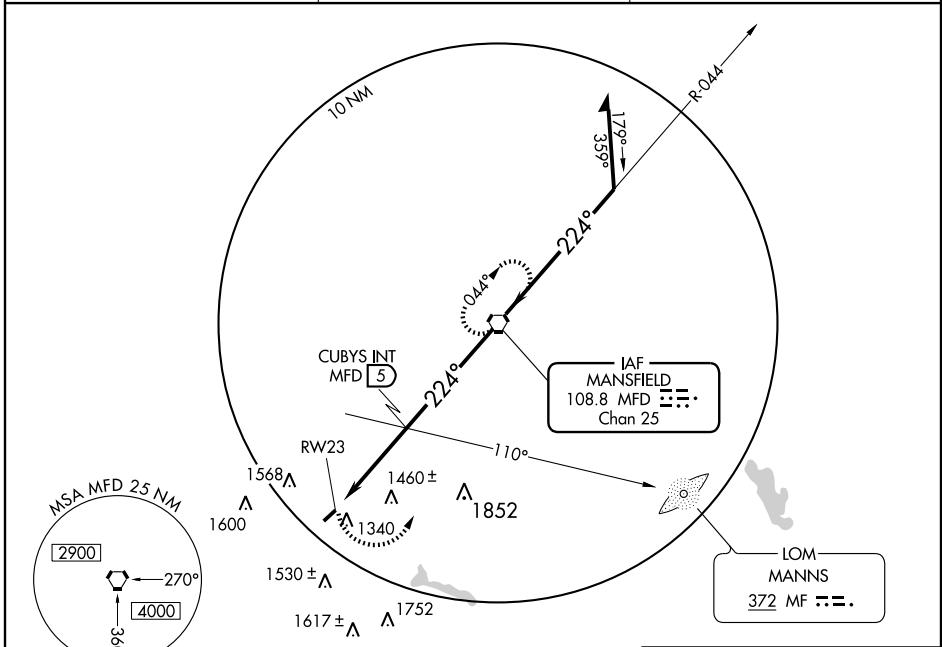 10 NM
R-044
179°
359°
224°
044°
CUBYS INT
MFD 5
224°
IAF
MANSFIELD
108.8 MFD
Chan 25
RW23
110°
1568
1460 ±
1852
1600
1340
MSA MFD 25 NM
2900
270°
4000
1530 ±
1617 ±
1752
LOM
MANNS
372 MF